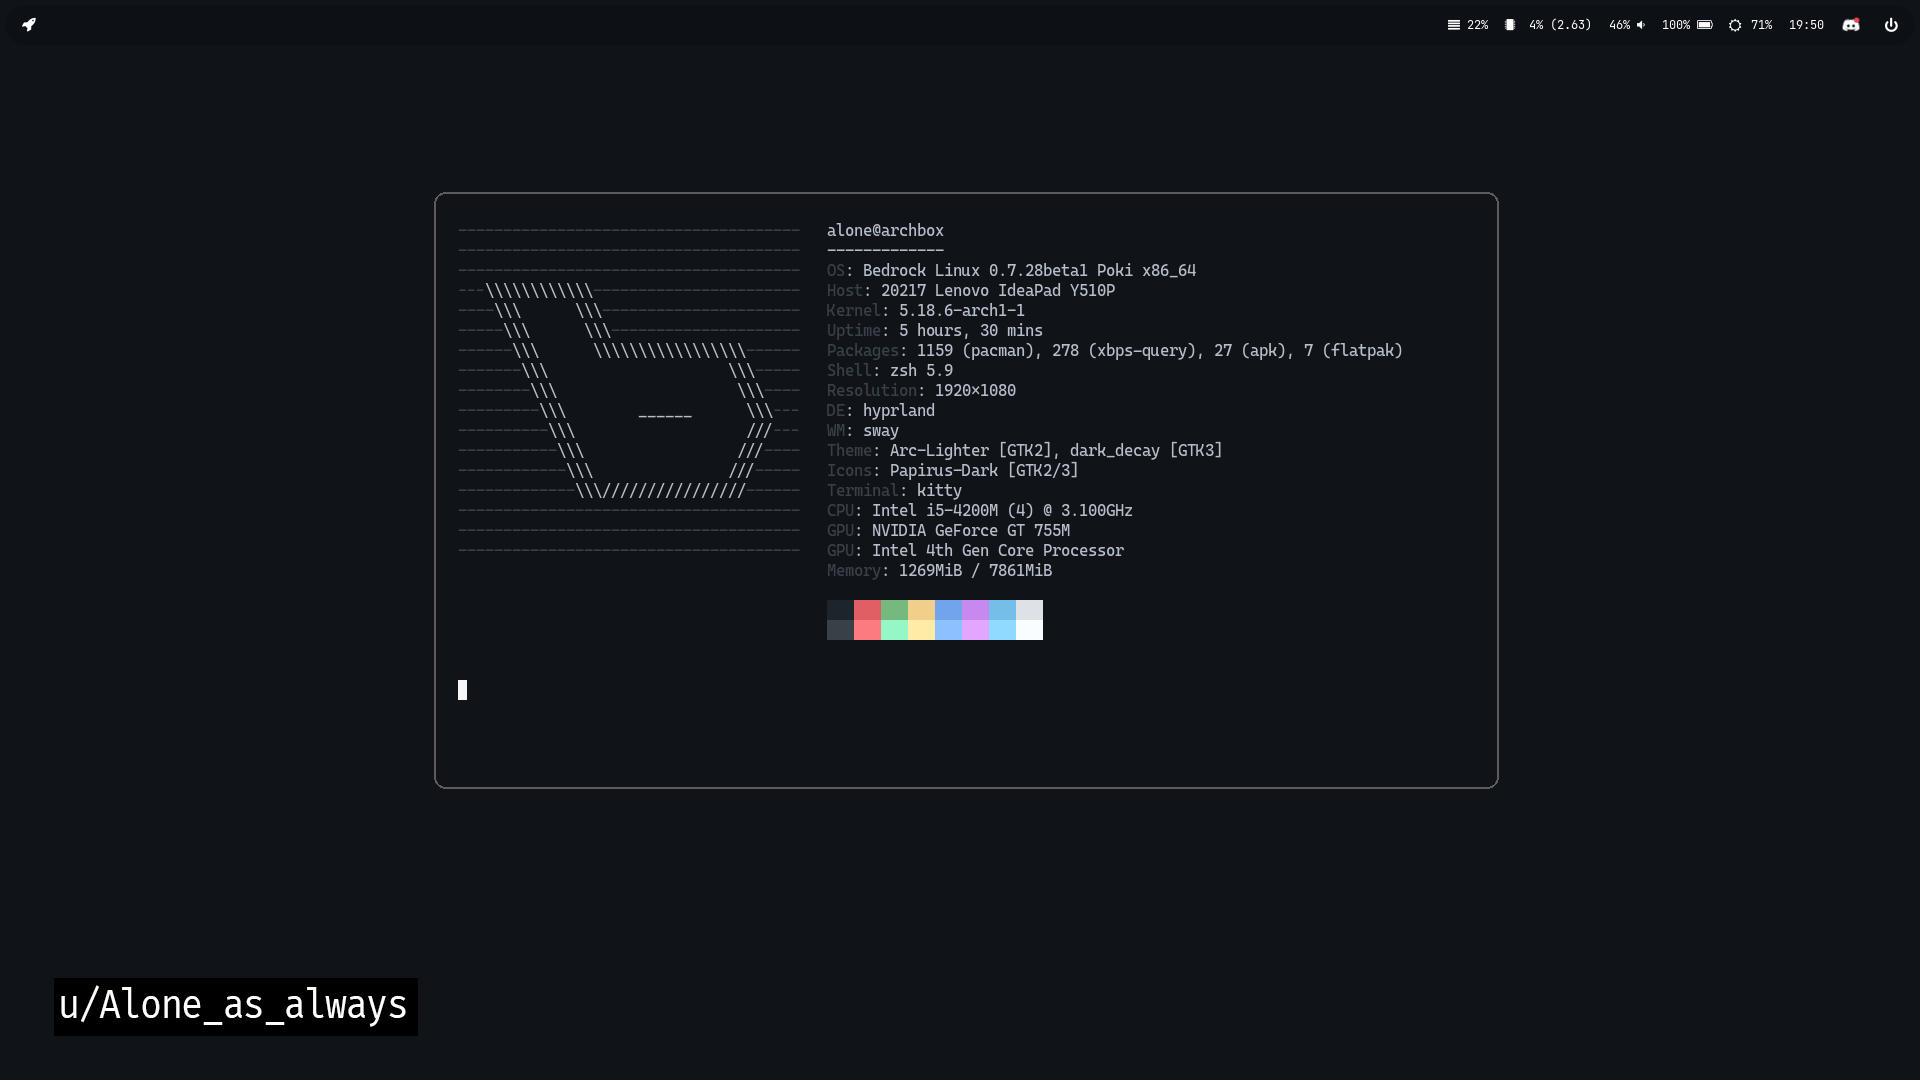 22% 4% (2.63) 46% 100% 71% 19:50
alone@archbox
-------------
OS: Bedrock Linux 0.7.28beta1 Poki x86_64
Host: 20217 Lenovo IdeaPad Y510P
Kernel: 5.18.6-arch1-1
Uptime: 5 hours, 30 mins
Packages: 1159 (pacman), 278 (xbps-query), 27 (apk), 7 (flatpak)
Shell: zsh 5.9
Resolution: 1920×1080
DE: hyprland
WM: sway
Theme: Arc-Lighter [GTK2], dark_decay [GTK3]
Icons: Papirus-Dark [GTK2/3]
Terminal: kitty
CPU: Intel i5-4200M (4) @ 3.100GHz
GPU: NVIDIA GeForce GT 755M
GPU: Intel 4th Gen Core Processor
Memory: 1269MiB / 7861MiB
u/Alone_as_always